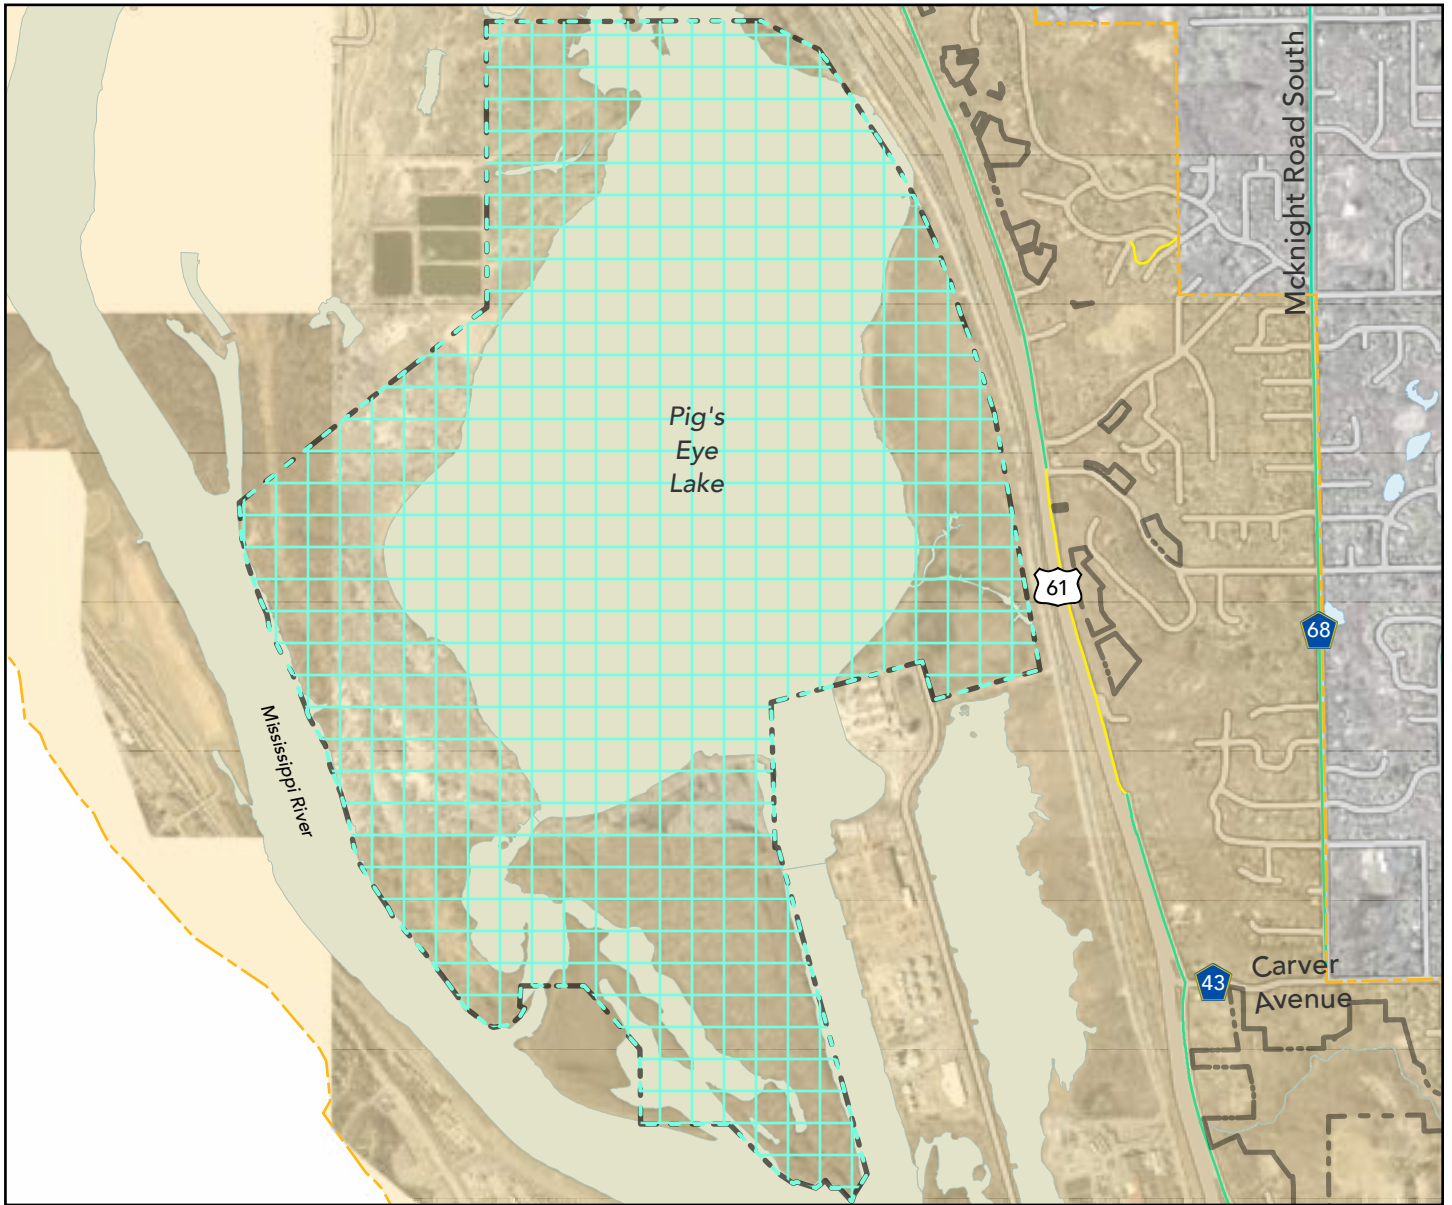 Mcknight Road South
Pig's
Eye
Lake
61
68
Mississippi River
43
Carver
Avenue